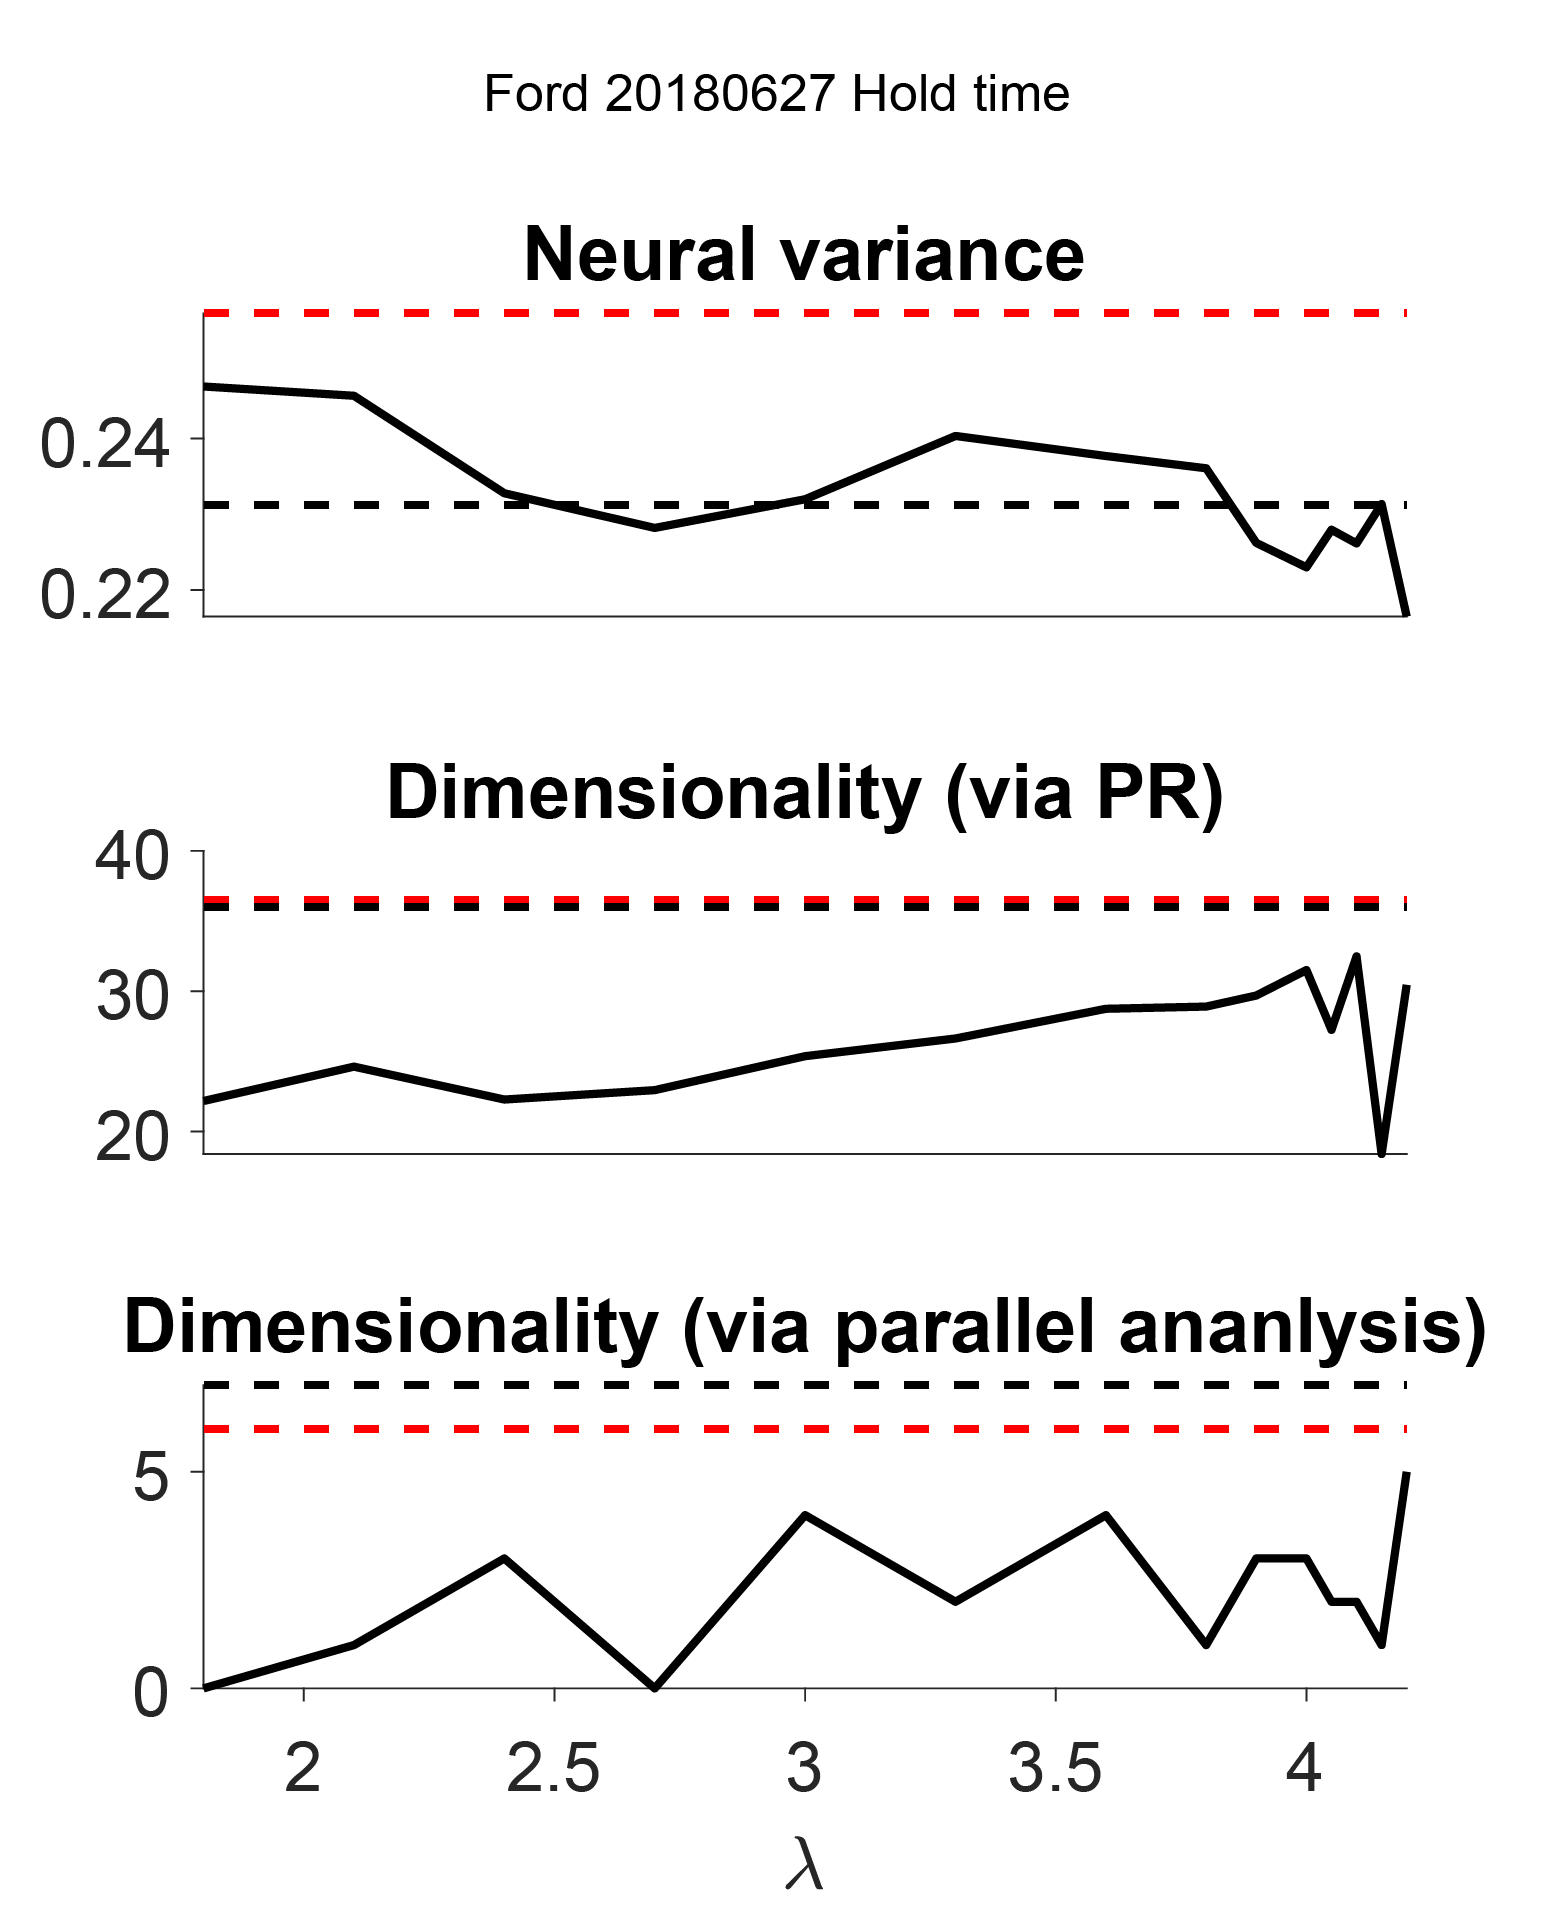 Ford 20180627 Hold time
Neural variance
0.24
0.22
Dimensionality (via PR)
40
30
20
Dimensionality (via parallel ananlysis)
5
0
2 2.5 3 3.5 4
λ